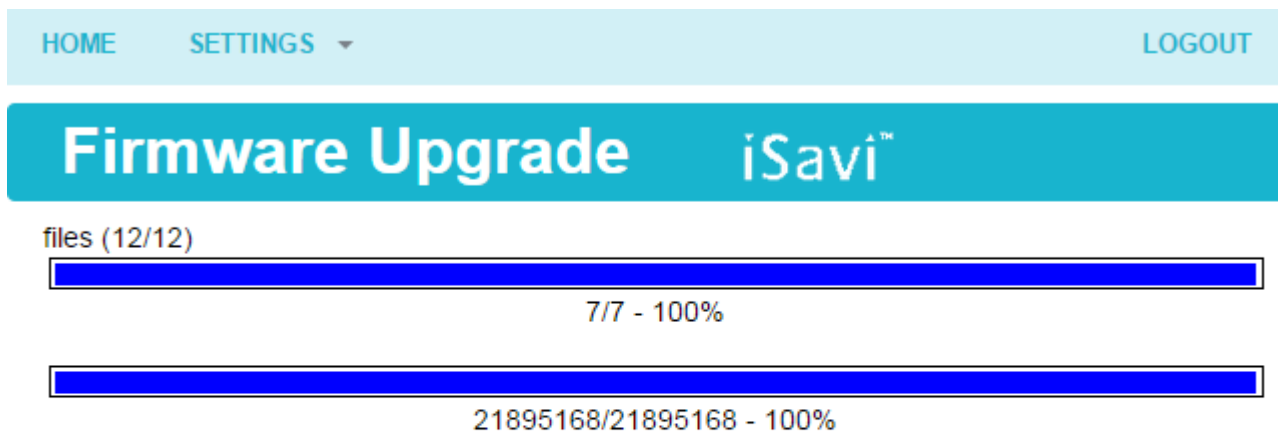 HOME SETTINGS LOGOUT
Firmware Upgrade iSavi™
files (12/12)
7/7 - 100%
21895168/21895168 - 100%